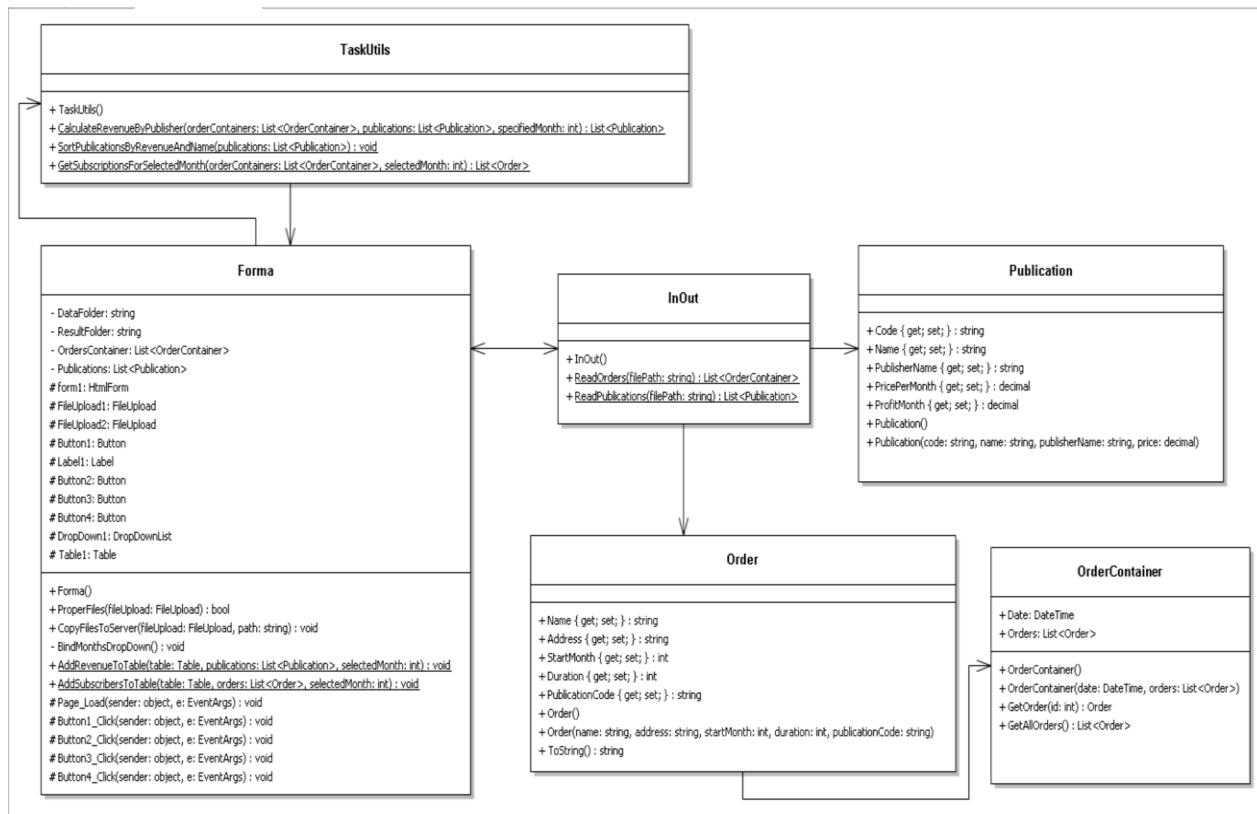 TaskUtils
+ TaskUtils()
+ CalculateRevenueByPublisher(orderContainers: List<OrderContainer>, publications: List<Publication>, specifiedMonth: int) : List<Publication>
+ SortPublicationsByRevenueAndName(publications: List<Publication>) : void
+ GetSubscriptionsForSelectedMonth(orderContainers: List<OrderContainer>, selectedMonth: int) : List<Order>
Forma
- DataFolder: string
- ResultFolder: string
- OrdersContainer: List<OrderContainer>
- Publications: List<Publication>
# form1: HtmlForm
# FileUpload1: FileUpload
# FileUpload2: FileUpload
# Button1: Button
# Label1: Label
# Button2: Button
# Button3: Button
# Button4: Button
# DropDown1: DropDownList
# Table1: Table
+ Forma()
+ ProperFiles(fileUpload: FileUpload) : bool
+ CopyFilesToServer(fileUpload: FileUpload, path: string) : void
- BindMonthsDropDown() : void
+ AddRevenueToTable(table: Table, publications: List<Publication>, selectedMonth: int) : void
+ AddSubscribersToTable(table: Table, orders: List<Order>, selectedMonth: int) : void
# Page_Load(sender: object, e: EventArgs) : void
# Button1_Click(sender: object, e: EventArgs) : void
# Button2_Click(sender: object, e: EventArgs) : void
# Button3_Click(sender: object, e: EventArgs) : void
# Button4_Click(sender: object, e: EventArgs) : void
InOut
+ InOut()
+ ReadOrders(filePath: string) : List<OrderContainer>
+ ReadPublications(filePath: string) : List<Publication>
Publication
+ Code { get; set; } : string
+ Name { get; set; } : string
+ PublisherName { get; set; } : string
+ PricePerMonth { get; set; } : decimal
+ ProfitMonth { get; set; } : decimal
+ Publication()
+ Publication(code: string, name: string, publisherName: string, price: decimal)
Order
+ Name { get; set; } : string
+ Address { get; set; } : string
+ StartMonth { get; set; } : int
+ Duration { get; set; } : int
+ PublicationCode { get; set; } : string
+ Order()
+ Order(name: string, address: string, startMonth: int, duration: int, publicationCode: string)
+ ToString() : string
OrderContainer
+ Date: DateTime
+ Orders: List<Order>
+ OrderContainer()
+ OrderContainer(date: DateTime, orders: List<Order>)
+ GetOrder(id: int) : Order
+ GetAllOrders() : List<Order>